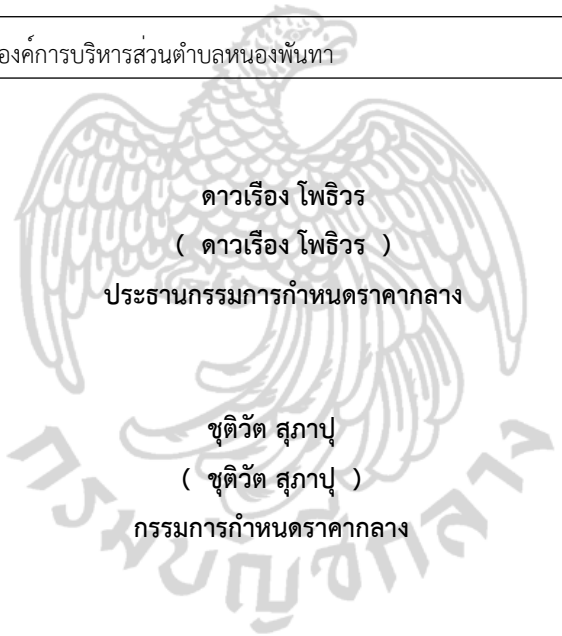 องค์การบริหารส่วนตำบลหนองพันทา
ดาวเรือง โพธิวร
( ดาวเรือง โพธิวร )
ประธานกรรมการกำหนดราคากลาง
ชุติวัต สุภาปุ
( ชุติวัต สุภาปุ )
กรรมการกำหนดราคากลาง
กรมบัญชีกลาง